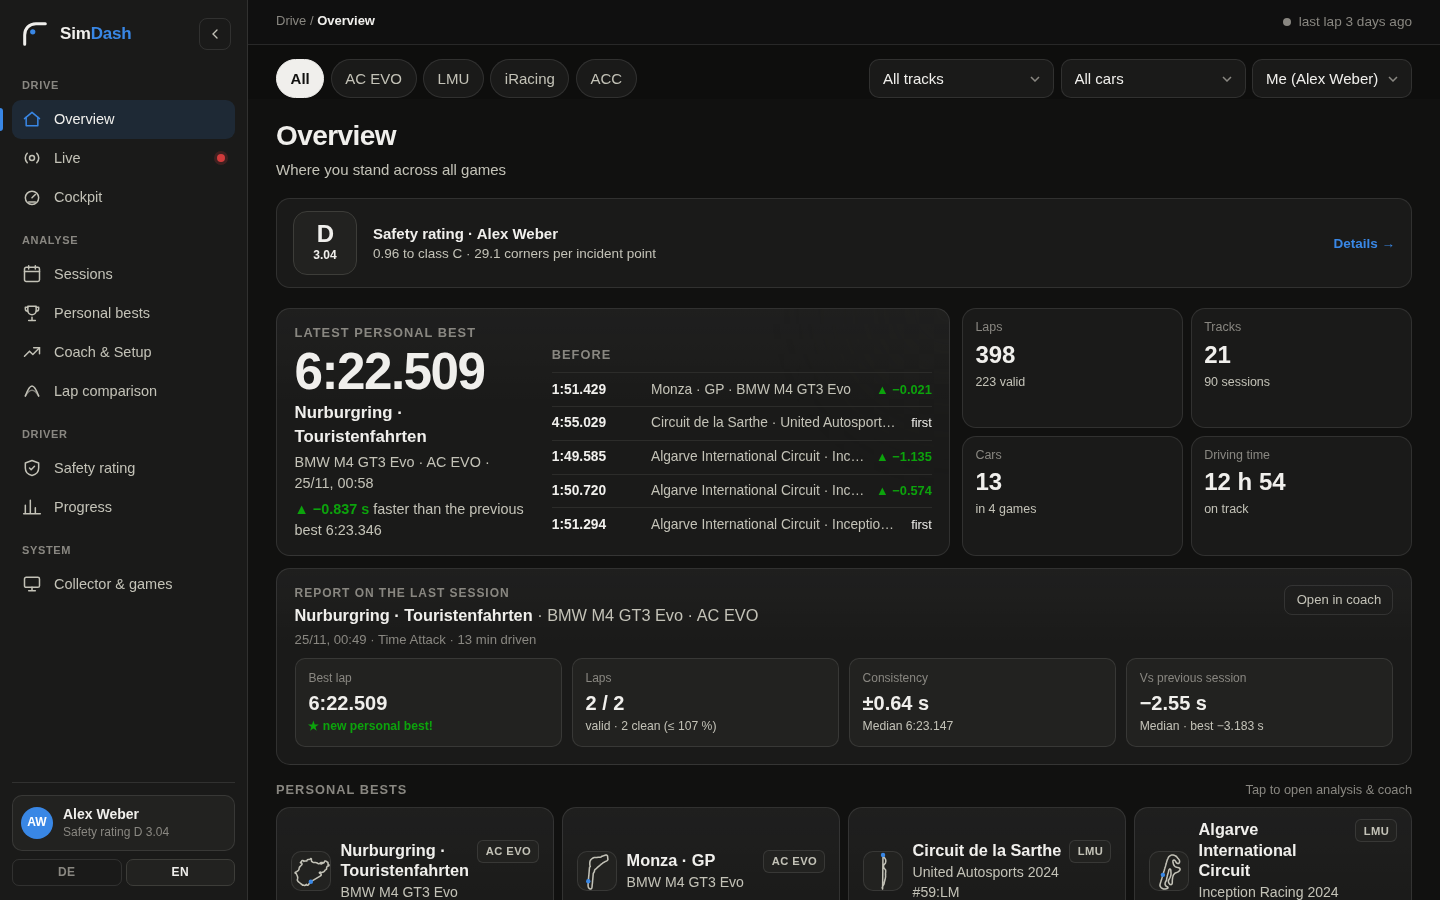 SimDash
DRIVE
Overview
Live
Cockpit
ANALYSE
Sessions
Personal bests
Coach & Setup
Lap comparison
DRIVER
Safety rating
Progress
SYSTEM
Collector & games
AW
Alex Weber
Safety rating D 3.04
DE
EN
Drive / Overview
last lap 3 days ago
All
AC EVO
LMU
iRacing
ACC
All tracks
All cars
Me (Alex Weber)
Overview
Where you stand across all games
D
3.04
Safety rating · Alex Weber
0.96 to class C · 29.1 corners per incident point
Details →
LATEST PERSONAL BEST
6:22.509
Nurburgring ·
Touristenfahrten
BMW M4 GT3 Evo · AC EVO ·
25/11, 00:58
▲ −0.837 s faster than the previous
best 6:23.346
BEFORE
1:51.429 Monza · GP · BMW M4 GT3 Evo ▲ −0.021
4:55.029 Circuit de la Sarthe · United Autosport… first
1:49.585 Algarve International Circuit · Inc… ▲ −1.135
1:50.720 Algarve International Circuit · Inc… ▲ −0.574
1:51.294 Algarve International Circuit · Inceptio… first
Laps
398
223 valid
Tracks
21
90 sessions
Cars
13
in 4 games
Driving time
12 h 54
on track
REPORT ON THE LAST SESSION
Nurburgring · Touristenfahrten · BMW M4 GT3 Evo · AC EVO
25/11, 00:49 · Time Attack · 13 min driven
Open in coach
Best lap
6:22.509
★ new personal best!
Laps
2 / 2
valid · 2 clean (≤ 107 %)
Consistency
±0.64 s
Median 6:23.147
Vs previous session
−2.55 s
Median · best −3.183 s
PERSONAL BESTS
Tap to open analysis & coach
Nurburgring ·
Touristenfahrten
BMW M4 GT3 Evo
AC EVO
Monza · GP
BMW M4 GT3 Evo
AC EVO
Circuit de la Sarthe
United Autosports 2024
#59:LM
LMU
Algarve
International
Circuit
Inception Racing 2024
LMU